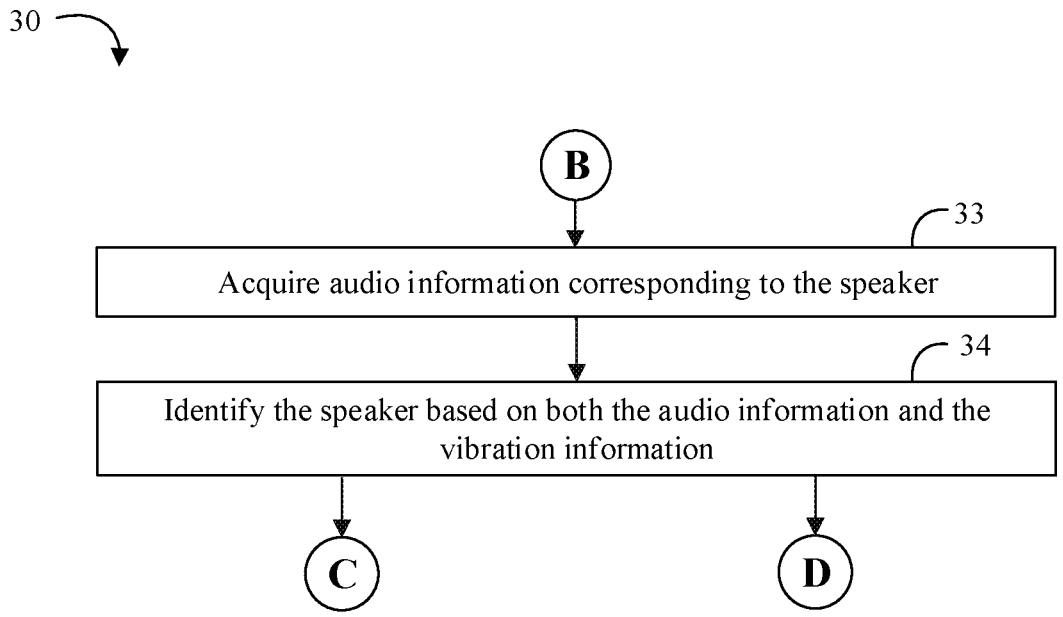 30
B
33
Acquire audio information corresponding to the speaker
34
Identify the speaker based on both the audio information and the
vibration information
C
D